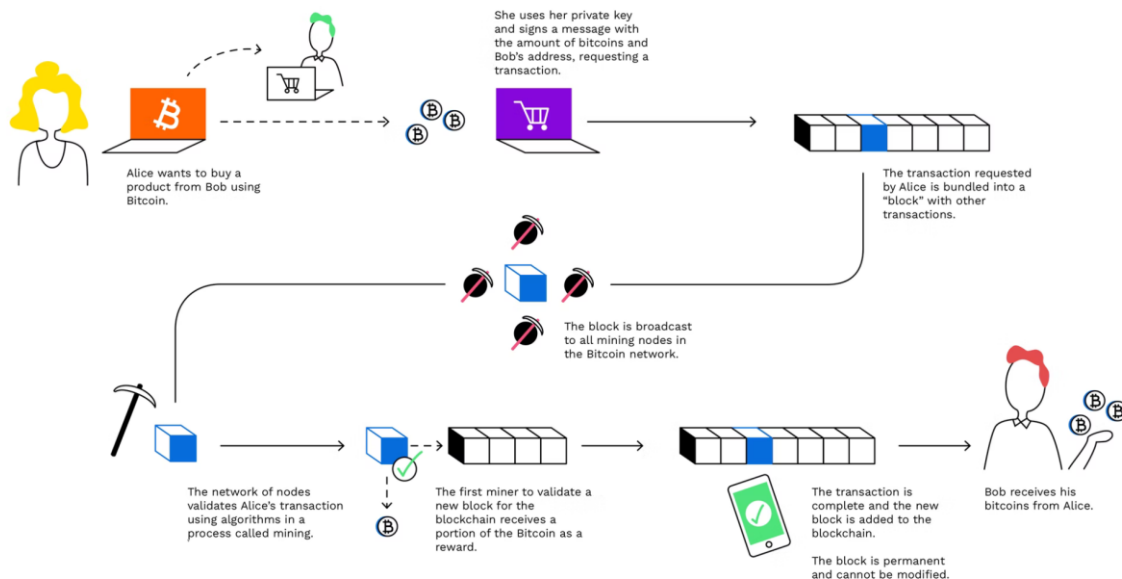 She uses her private key
and signs a message with
the amount of bitcoins and
Bob's address, requesting a
transaction.
Alice wants to buy a
product from Bob using
Bitcoin.
The transaction requested
by Alice is bundled into a
“block” with other
transactions.
The block is broadcast
to all mining nodes in
the Bitcoin network.
The network of nodes
validates Alice's transaction
using algorithms in a
process called mining.
The first miner to validate a
new block for the
blockchain receives a
portion of the Bitcoin as a
reward.
The transaction is
complete and the new
block is added to the
blockchain.
The block is permanent
and cannot be modified.
Bob receives his
bitcoins from Alice.